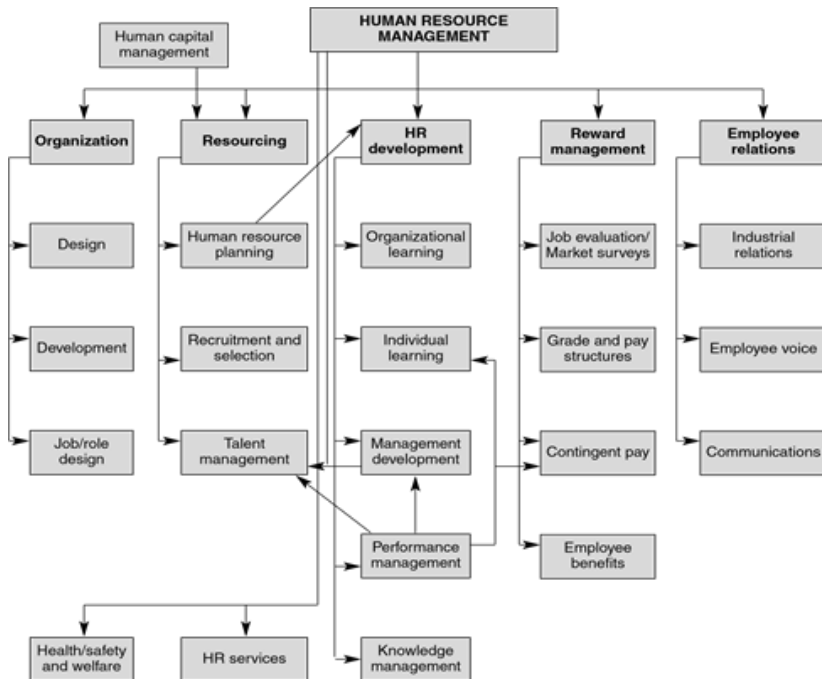 HUMAN RESOURCE
MANAGEMENT
Human capital
management
Organization
Resourcing
HR
development
Reward
management
Employee
relations
Design
Human resource
planning
Organizational
learning
Job evaluation/
Market surveys
Industrial
relations
Development
Recruitment and
selection
Individual
learning
Grade and pay
structures
Employee voice
Job/role
design
Talent
management
Management
development
Contingent pay
Communications
Performance
management
Employee
benefits
Health/safety
and welfare
HR services
Knowledge
management